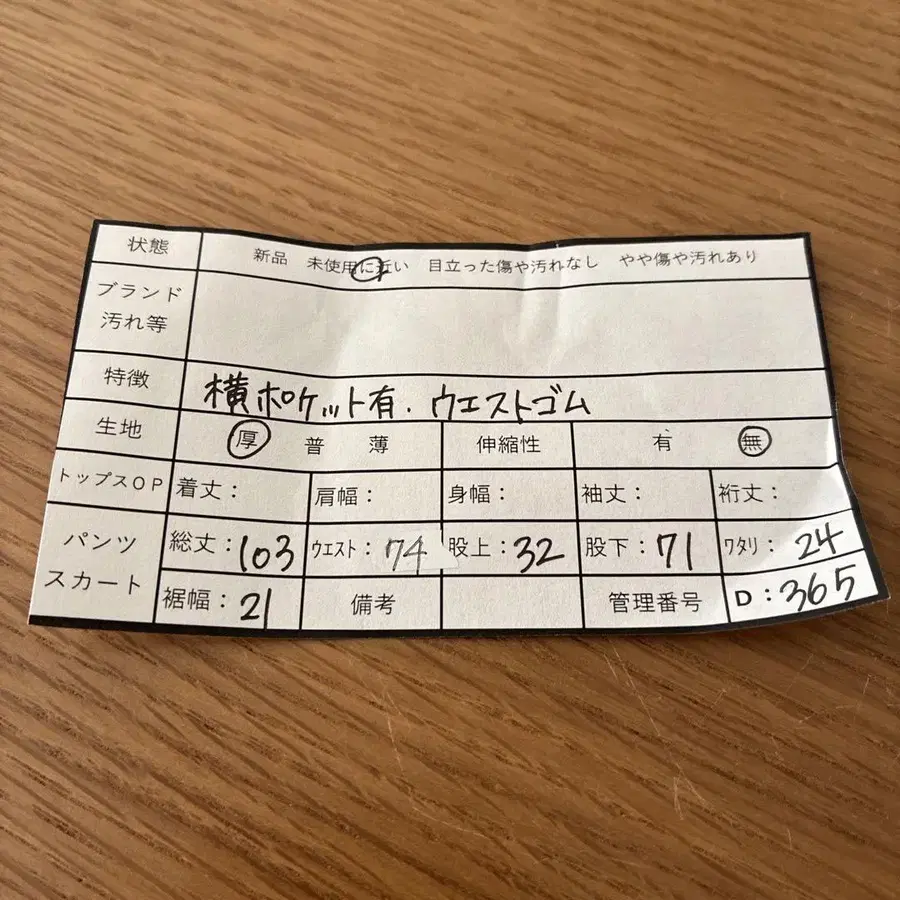 状態 新品 未使用に近い 目立った傷や汚れなし やや傷や汚れあり
ブランド
汚れ等
特徴 横ポケット有. ウエストゴム
生地 厚 普 薄 伸縮性 有 無
トップスOP 着丈: 肩幅: 身幅: 袖丈: 裄丈:
パンツ
スカート
総丈:103 ウエスト:74 股上:32 股下:71 ワタリ:24
裾幅:21 備考 管理番号 D:365